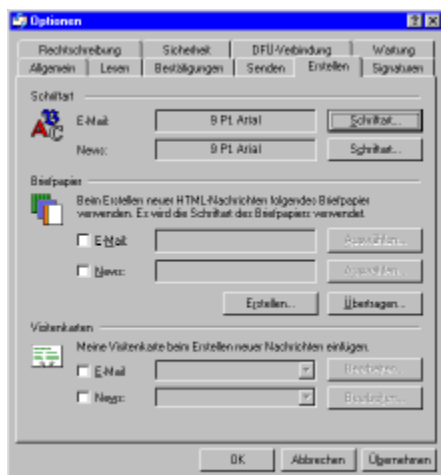 Optionen
Rechtschreibung Sicherheit DFÜ-Verbindung Wartung
Allgemein Lesen Bestätigungen Senden Erstellen Signaturen
Schriftart
E-Mail: 9 Pt. Arial Schriftart...
News: 9 Pt. Arial Schriftart...
Briefpapier
Beim Erstellen neuer HTML-Nachrichten folgendes Briefpapier
verwenden. Es wird die Schriftart des Briefpapiers verwendet.
E-Mail: Auswählen...
News: Auswählen...
Erstellen... Übertragen...
Visitenkarten
Meine Visitenkarte beim Erstellen neuer Nachrichten einfügen.
E-Mail Bearbeiten...
News: Bearbeiten...
OK Abbrechen Übernehmen